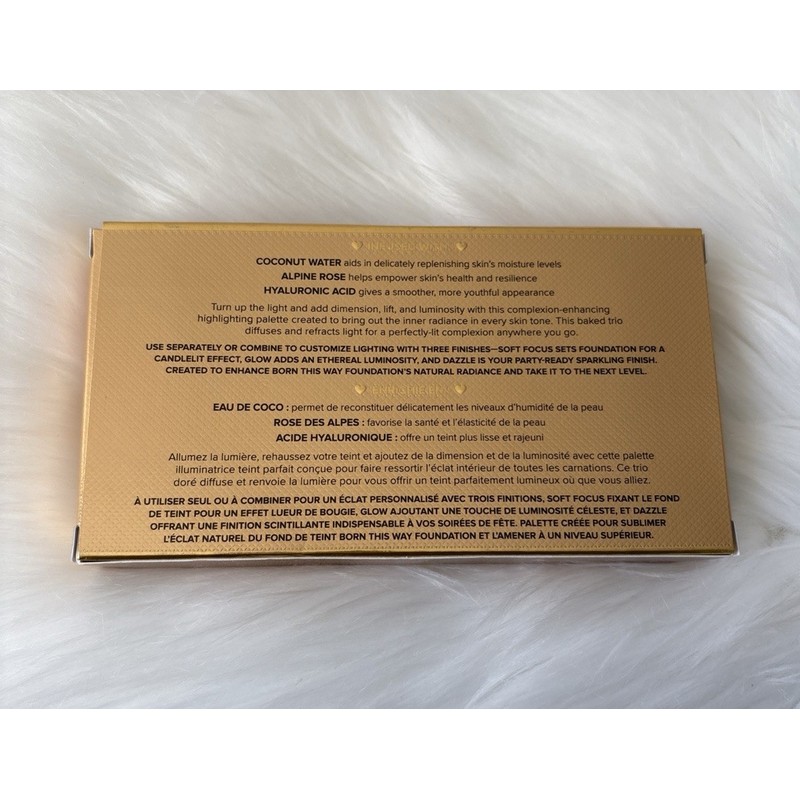 COCONUT WATER aids in delicately replenishing skin's moisture levels
ALPINE ROSE helps empower skin's health and resilience
HYALURONIC ACID gives a smoother, more youthful appearance
Turn up the light and add dimension, lift, and luminosity with this complexion-enhancing
highlighting palette created to bring out the inner radiance in every skin tone. This baked trio
diffuses and refracts light for a perfectly-lit complexion anywhere you go.
USE SEPARATELY OR COMBINE TO CUSTOMIZE LIGHTING WITH THREE FINISHES—SOFT FOCUS SETS FOUNDATION FOR A
CANDLELIT EFFECT, GLOW ADDS AN ETHEREAL LUMINOSITY, AND DAZZLE IS YOUR PARTY-READY SPARKLING FINISH.
CREATED TO ENHANCE BORN THIS WAY FOUNDATION'S NATURAL RADIANCE AND TAKE IT TO THE NEXT LEVEL.
EAU DE COCO : permet de reconstituer délicatement les niveaux d'humidité de la peau
ROSE DES ALPES : favorise la santé et l'élasticité de la peau
ACIDE HYALURONIQUE : offre un teint plus lisse et rajeuni
Allumez la lumière, rehaussez votre teint et ajoutez de la dimension et de la luminosité avec cette palette
illuminatrice teint parfait conçue pour faire ressortir l'éclat intérieur de toutes les carnations. Ce trio
doré diffuse et renvoie la lumière pour vous offrir un teint parfaitement lumineux où que vous alliez.
À UTILISER SEUL OU À COMBINER POUR UN ÉCLAT PERSONNALISÉ AVEC TROIS FINITIONS, SOFT FOCUS FIXANT LE FOND
DE TEINT POUR UN EFFET LUEUR DE BOUGIE, GLOW AJOUTANT UNE TOUCHE DE LUMINOSITÉ CÉLESTE, ET DAZZLE
OFFRANT UNE FINITION SCINTILLANTE INDISPENSABLE À VOS SOIRÉES DE FÊTE. PALETTE CRÉÉE POUR SUBLIMER
L'ÉCLAT NATUREL DU FOND DE TEINT BORN THIS WAY FOUNDATION ET L'AMENER À UN NIVEAU SUPÉRIEUR.